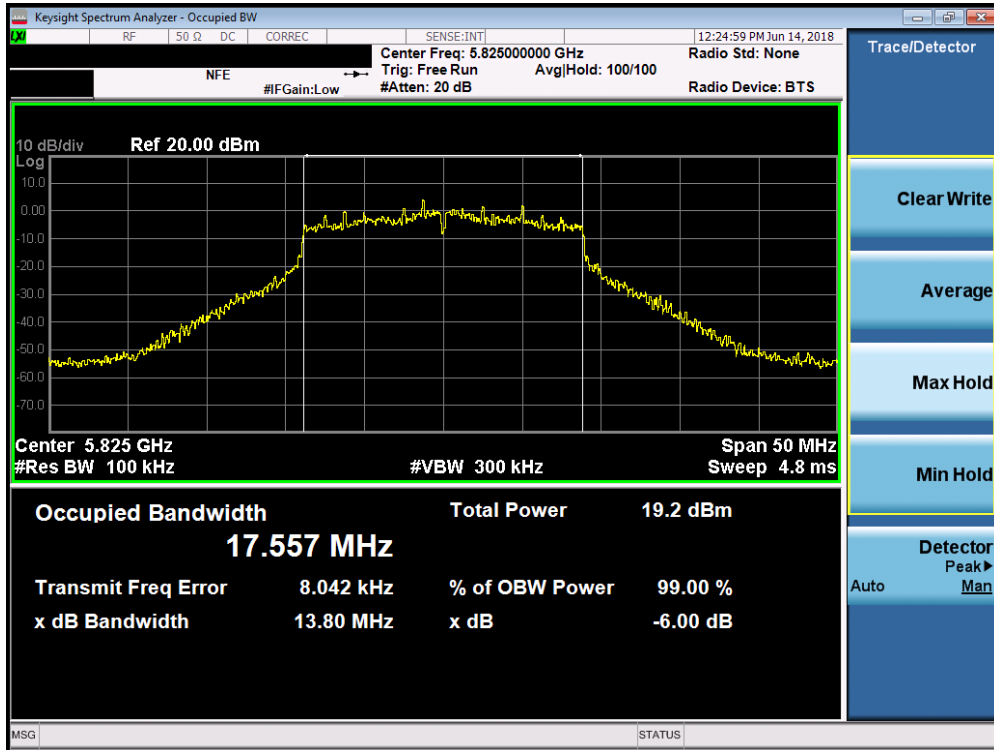 Keysight Spectrum Analyzer - Occupied BW
LXI RF 50 Ω DC CORREC SENSE:INT 12:24:59 PM Jun 14, 2018
Center Freq: 5.825000000 GHz Radio Std: None
NFE Trig: Free Run Avg|Hold: 100/100
#IFGain:Low #Atten: 20 dB Radio Device: BTS
Trace/Detector
10 dB/div Ref 20.00 dBm
Log
10.0
0.00
-10.0
-20.0
-30.0
-40.0
-50.0
-60.0
-70.0
Center 5.825 GHz Span 50 MHz
#Res BW 100 kHz #VBW 300 kHz Sweep 4.8 ms
Occupied Bandwidth Total Power 19.2 dBm
17.557 MHz
Transmit Freq Error 8.042 kHz % of OBW Power 99.00 %
x dB Bandwidth 13.80 MHz x dB -6.00 dB
Clear Write
Average
Max Hold
Min Hold
Detector
Peak▶
Auto Man
MSG STATUS